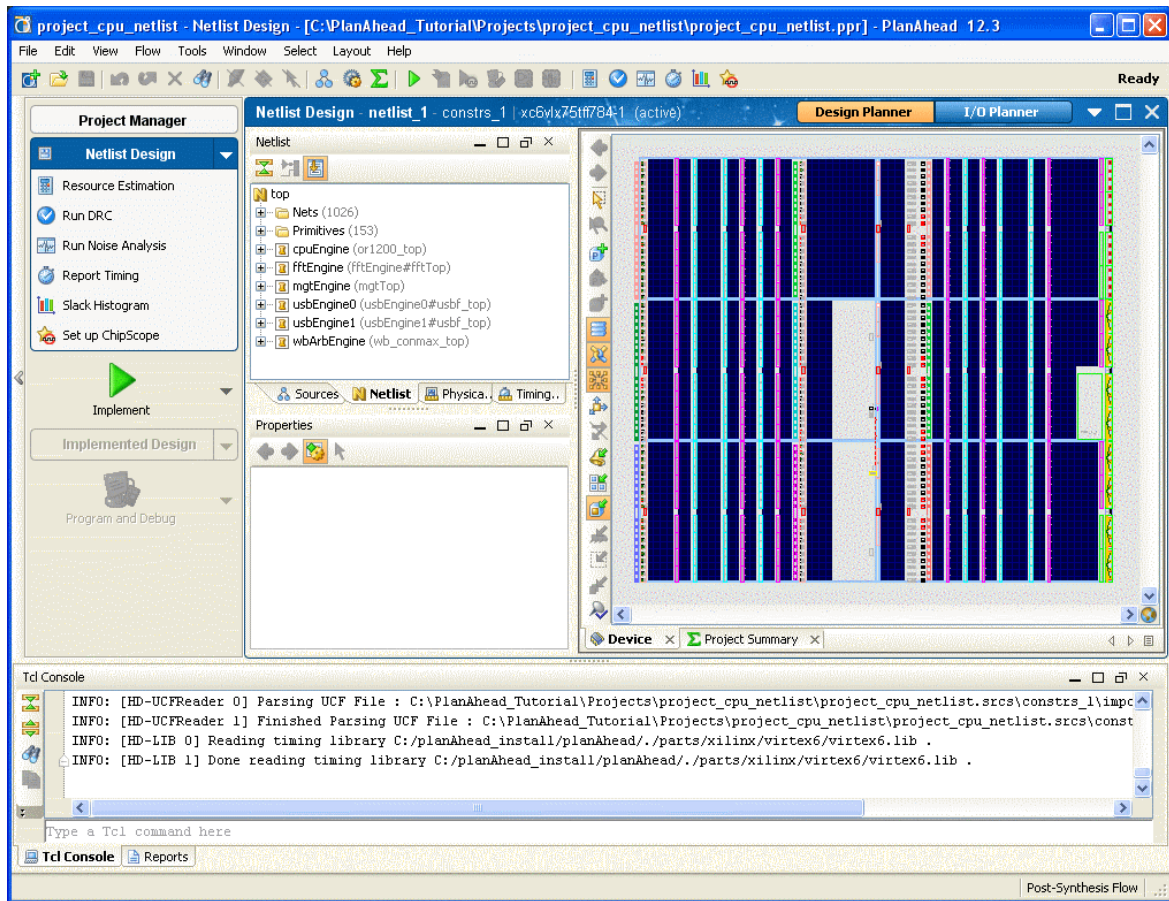 project_cpu_netlist - Netlist Design - [C:\PlanAhead_Tutorial\Projects\project_cpu_netlist\project_cpu_netlist.ppr] - PlanAhead 12.3
File Edit View Flow Tools Window Select Layout Help
Ready
Project Manager
Netlist Design
Resource Estimation
Run DRC
Run Noise Analysis
Report Timing
Slack Histogram
Set up ChipScope
Implement
Implemented Design
Program and Debug
Netlist Design - netlist_1 - constrs_1 | xc6vlx75tff784-1 (active)
Design Planner
I/O Planner
Netlist
top
Nets (1026)
Primitives (153)
cpuEngine (or1200_top)
fftEngine (fftEngine#fftTop)
mgtEngine (mgtTop)
usbEngine0 (usbEngine0#usbf_top)
usbEngine1 (usbEngine1#usbf_top)
wbArbEngine (wb_conmax_top)
Sources Netlist Physica.. Timing..
Properties
Device Project Summary
Tcl Console
INFO: [HD-UCFReader 0] Parsing UCF File : C:\PlanAhead_Tutorial\Projects\project_cpu_netlist\project_cpu_netlist.srcs\constrs_1\impc
INFO: [HD-UCFReader 1] Finished Parsing UCF File : C:\PlanAhead_Tutorial\Projects\project_cpu_netlist\project_cpu_netlist.srcs\const
INFO: [HD-LIB 0] Reading timing library C:/planAhead_install/planAhead/./parts/xilinx/virtex6/virtex6.lib .
INFO: [HD-LIB 1] Done reading timing library C:/planAhead_install/planAhead/./parts/xilinx/virtex6/virtex6.lib .
Type a Tcl command here
Tcl Console Reports
Post-Synthesis Flow